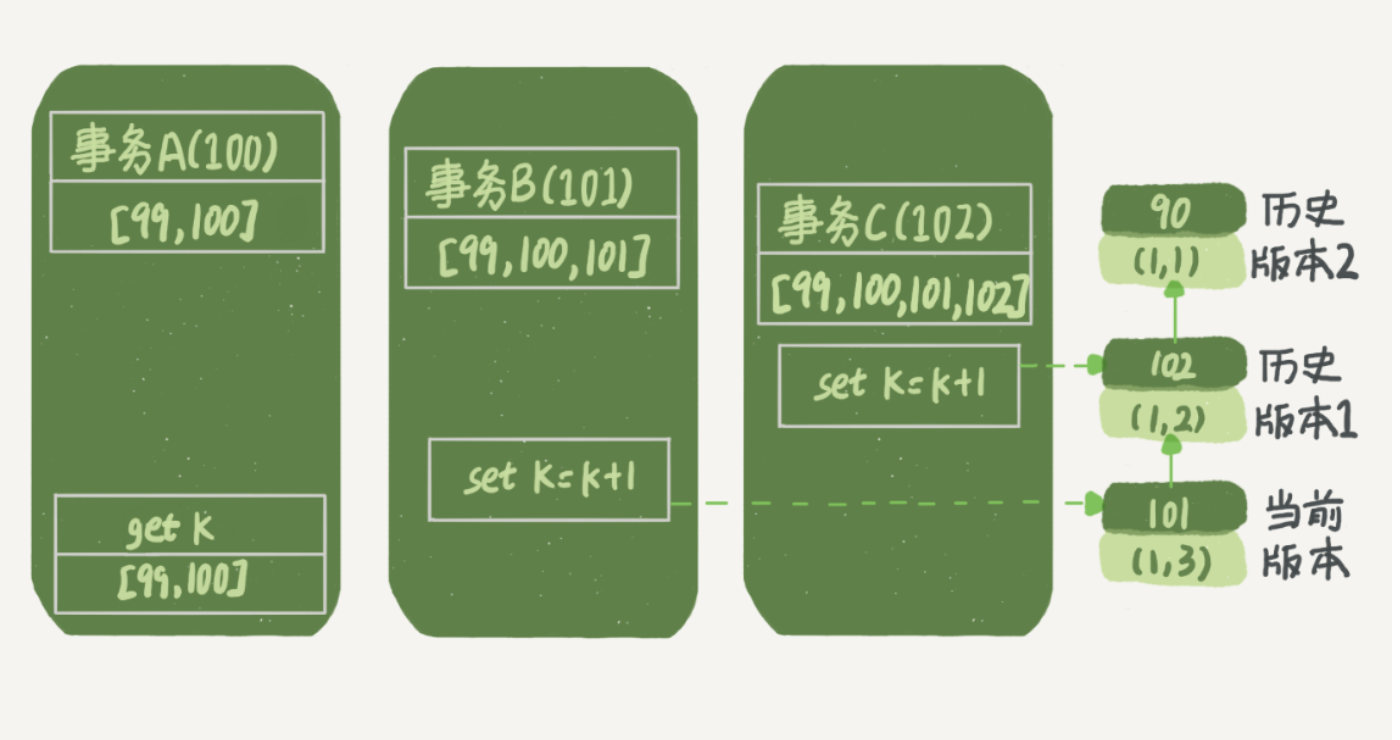 事务A(100)
[99,100]
get k
[99,100]
事务B(101)
[99,100,101]
set k=k+1
事务C(102)
[99,100,101,102]
set k=k+1
90
(1,1)
历史
版本2
102
(1,2)
历史
版本1
101
(1,3)
当前
版本